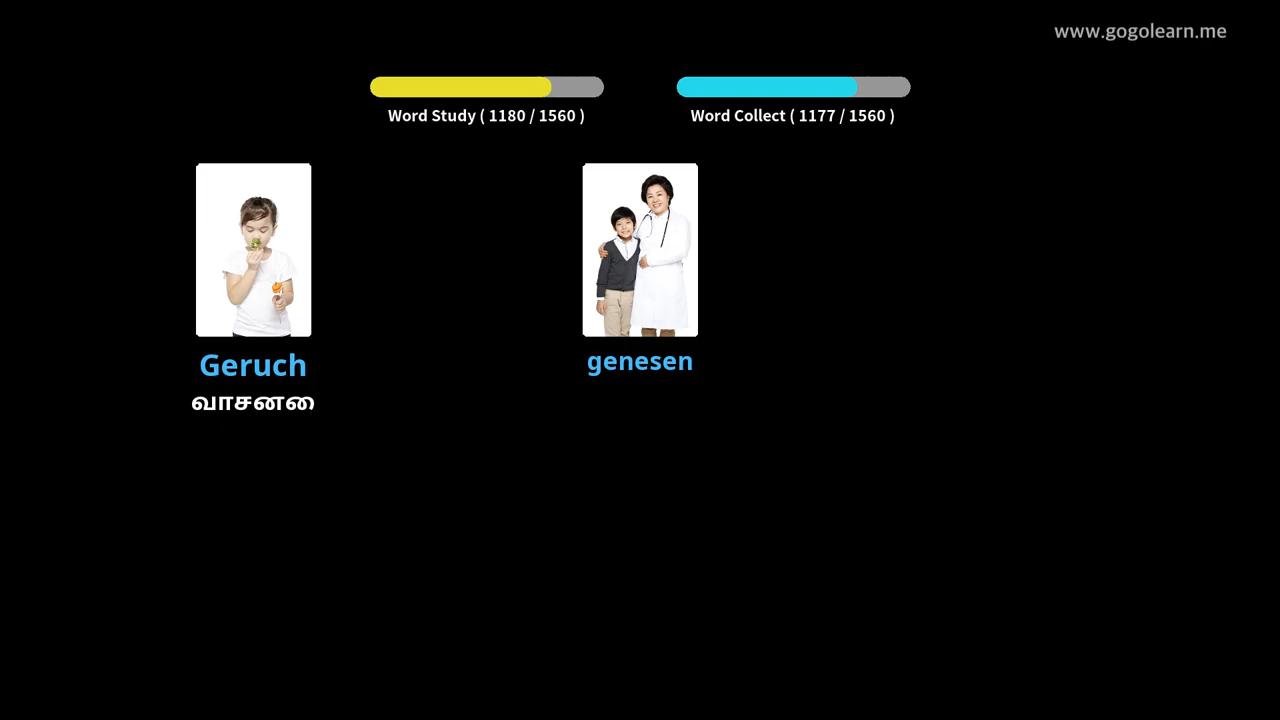 www.gogolearn.me
Word Study ( 1180 / 1560 )
Word Collect ( 1177 / 1560 )
Geruch
வாசனை
genesen